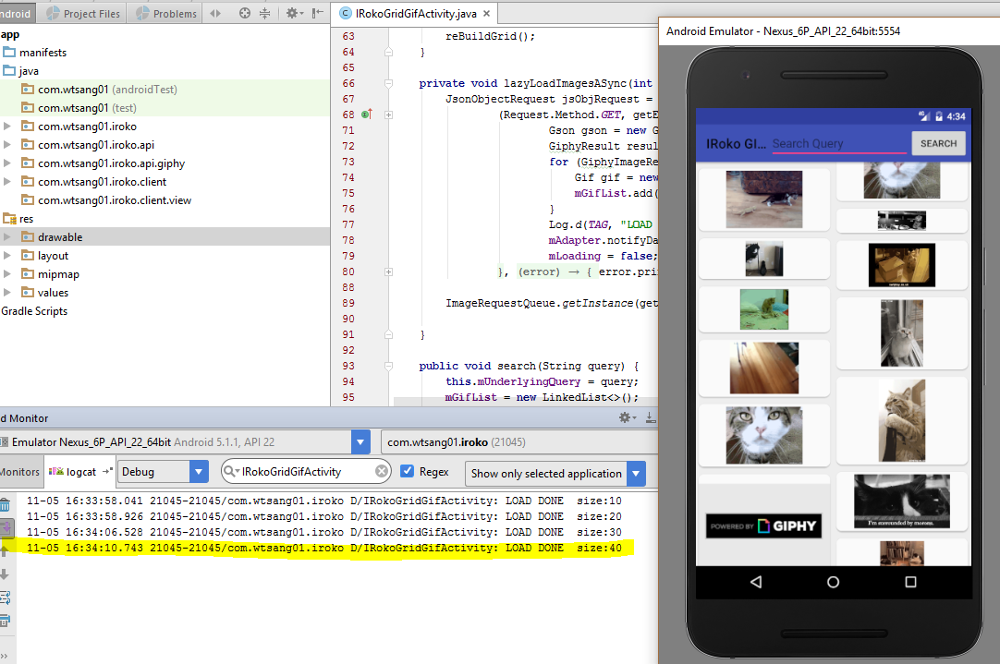 ndroid Project Files Problems
IRokoGridGifActivity.java
app
manifests
java
com.wtsang01 (androidTest)
com.wtsang01 (test)
com.wtsang01.iroko
com.wtsang01.iroko.api
com.wtsang01.iroko.api.giphy
com.wtsang01.iroko.client
com.wtsang01.iroko.client.view
res
drawable
layout
mipmap
values
Gradle Scripts
63 reBuildGrid();
64 }
65
66 private void lazyLoadImagesASync(int
67 JsonObjectRequest jsObjRequest =
68 (Request.Method.GET, getE
71 Gson gson = new G
72 GiphyResult resul
73 for (GiphyImageRe
74 Gif gif = new
75 mGifList.add(
76 }
77 Log.d(TAG, "LOAD
78 mAdapter.notifyDa
79 mLoading = false;
80 }, (error) → { error.pri
88
89 ImageRequestQueue.getInstance(get
90
91 }
92
93 public void search(String query) {
94 this.mUnderlyingQuery = query;
95 mGifList = new LinkedList<>();
Android Emulator - Nexus_6P_API_22_64bit:5554
4G 4:34
IRoko GI... Search Query SEARCH
I'm surrounded by morons.
POWERED BY GIPHY
d Monitor
Emulator Nexus_6P_API_22_64bit Android 5.1.1, API 22
com.wtsang01.iroko (21045)
Monitors logcat Debug IRokoGridGifActivity Regex Show only selected application
11-05 16:33:58.041 21045-21045/com.wtsang01.iroko D/IRokoGridGifActivity: LOAD DONE  size:10
11-05 16:33:58.926 21045-21045/com.wtsang01.iroko D/IRokoGridGifActivity: LOAD DONE  size:20
11-05 16:34:06.528 21045-21045/com.wtsang01.iroko D/IRokoGridGifActivity: LOAD DONE  size:30
11-05 16:34:10.743 21045-21045/com.wtsang01.iroko D/IRokoGridGifActivity: LOAD DONE  size:40